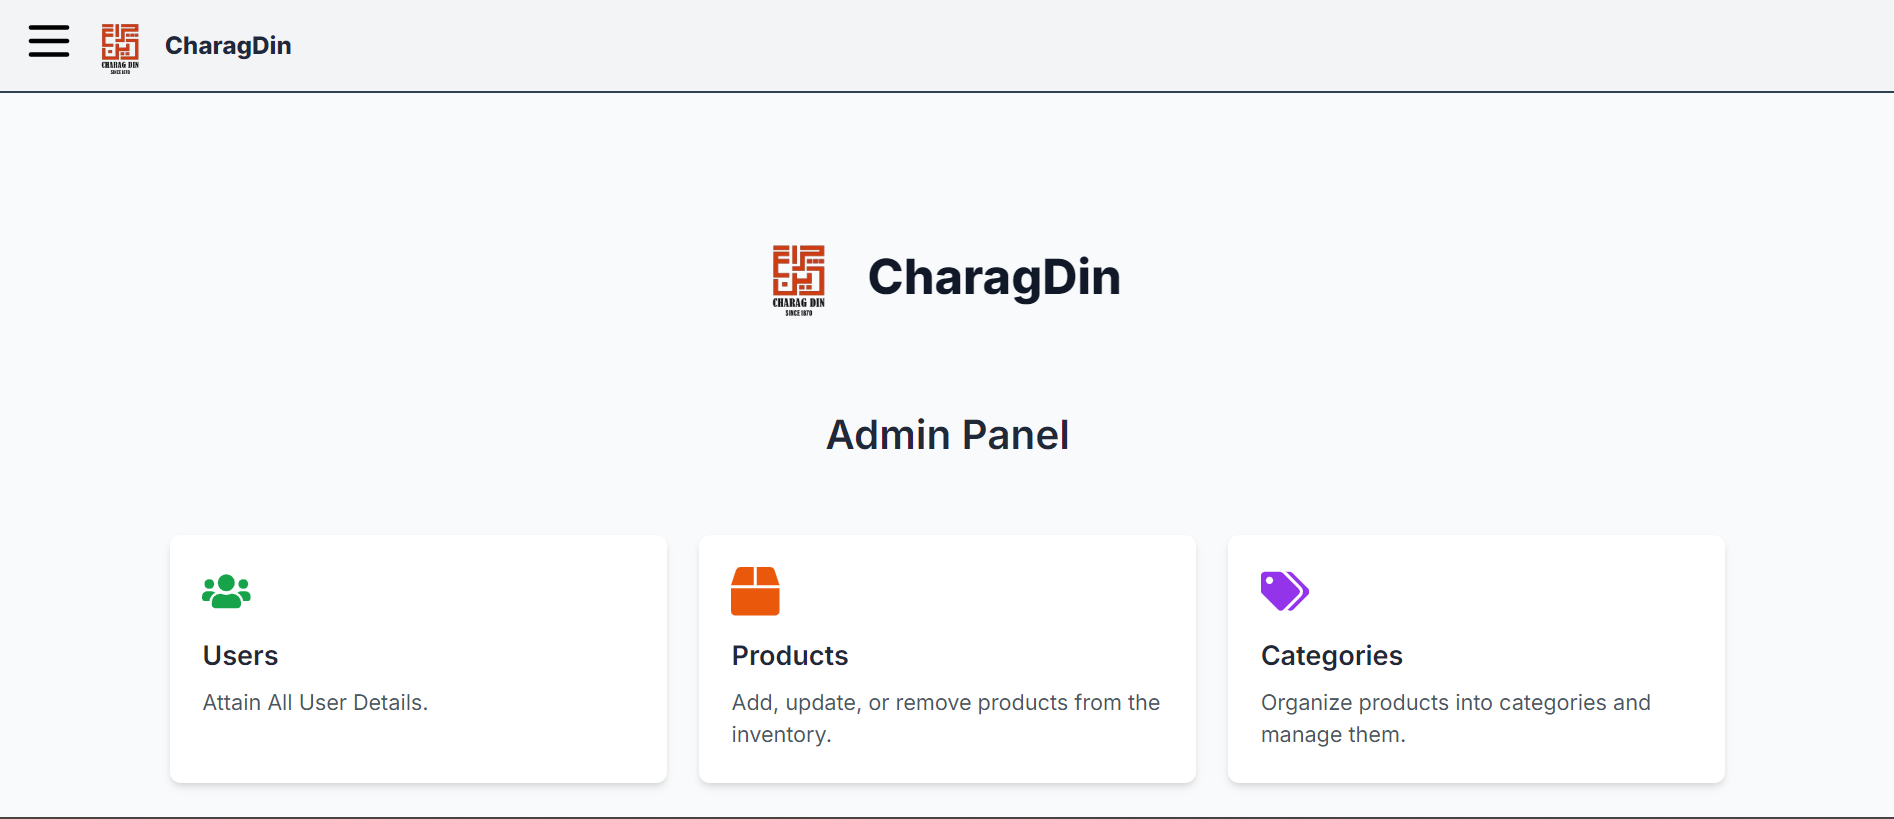 CHARAG DIN
SINCE 1870
CharagDin
CHARAG DIN
SINCE 1870
CharagDin
Admin Panel
Users
Attain All User Details.
Products
Add, update, or remove products from the
inventory.
Categories
Organize products into categories and
manage them.